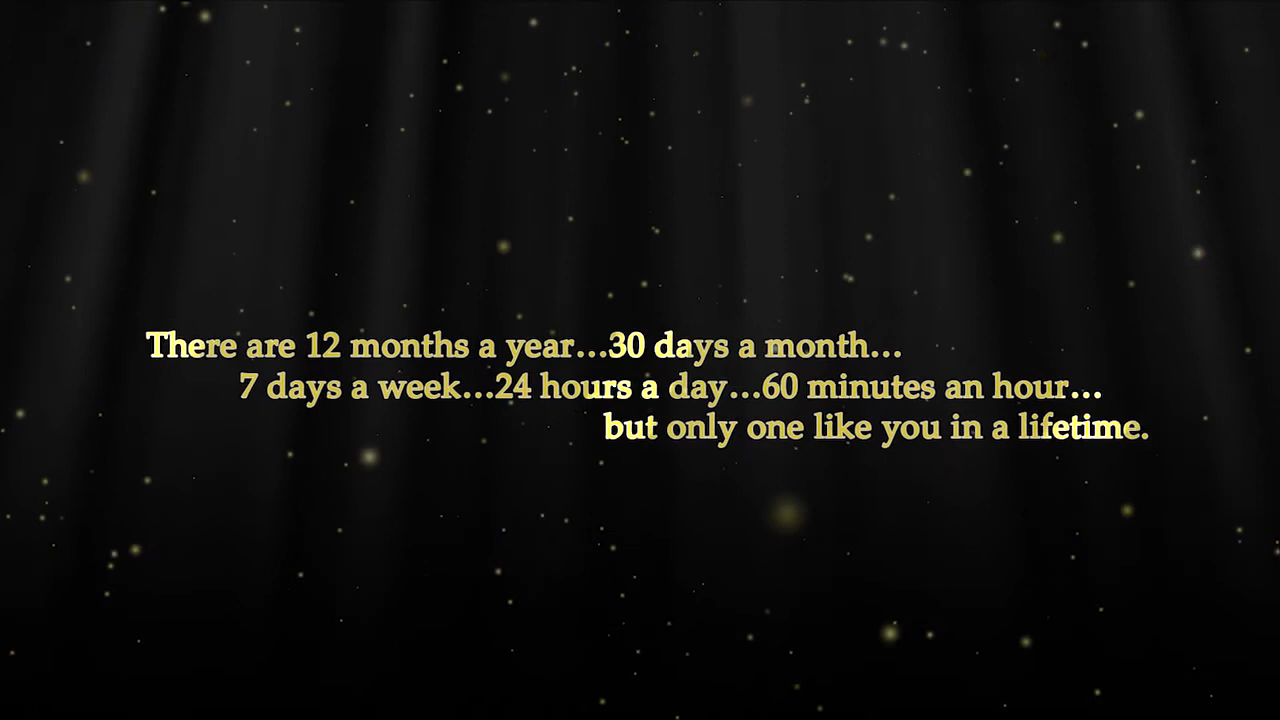 There are 12 months a year...30 days a month...
7 days a week...24 hours a day...60 minutes an hour...
but only one like you in a lifetime.